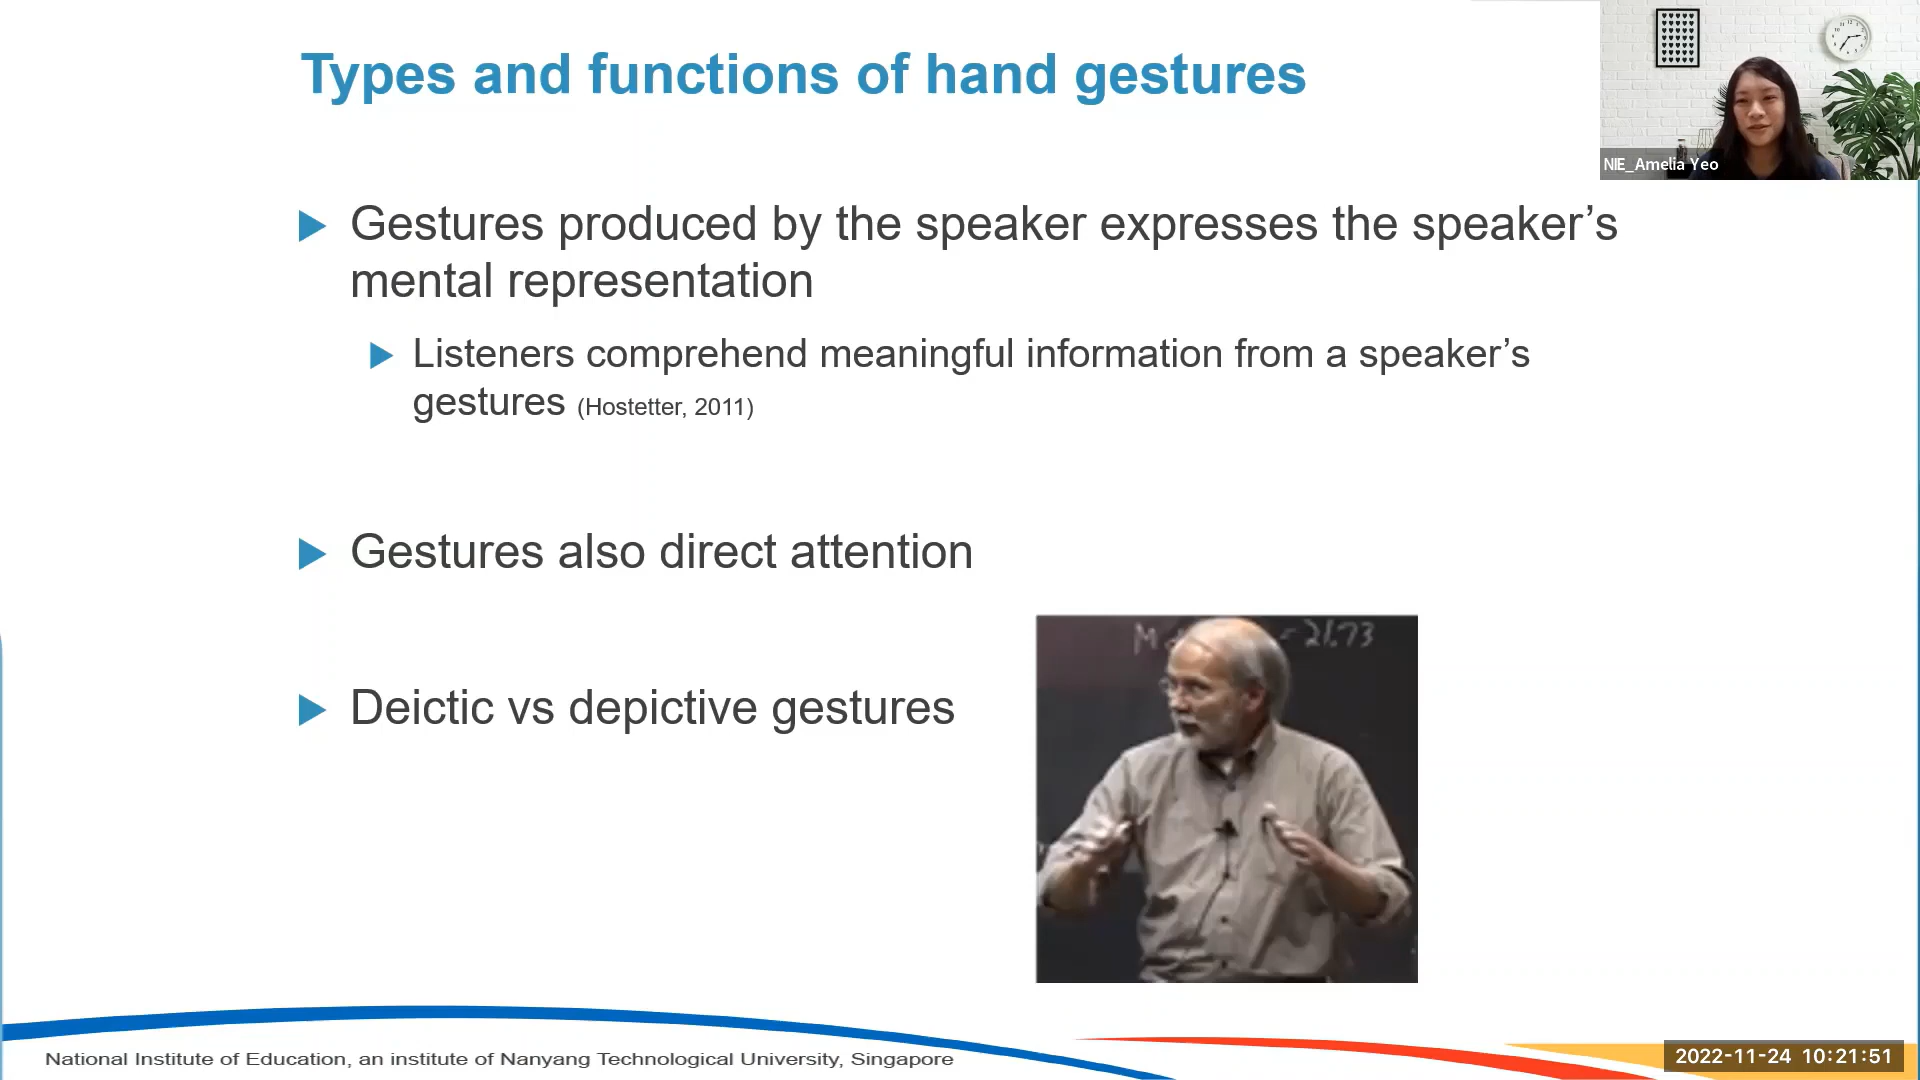 Types and functions of hand gestures
NIE_Amelia Yeo
Gestures produced by the speaker expresses the speaker’s
mental representation
Listeners comprehend meaningful information from a speaker’s
gestures (Hostetter, 2011)
Gestures also direct attention
= 21.73
Deictic vs depictive gestures
National Institute of Education, an institute of Nanyang Technological University, Singapore
2022-11-24 10:21:51